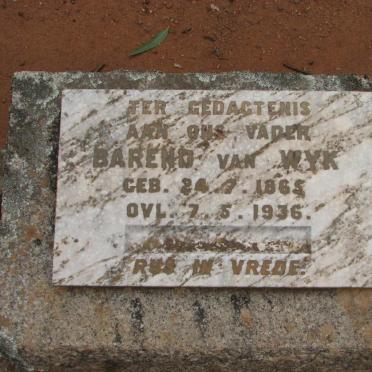 TER GEDAGTENIS
AAN ONS VADER
BAREND VAN WYK
GEB. 24.7.1865
OVL. 7.5.1936.
RUS IN VREDE.